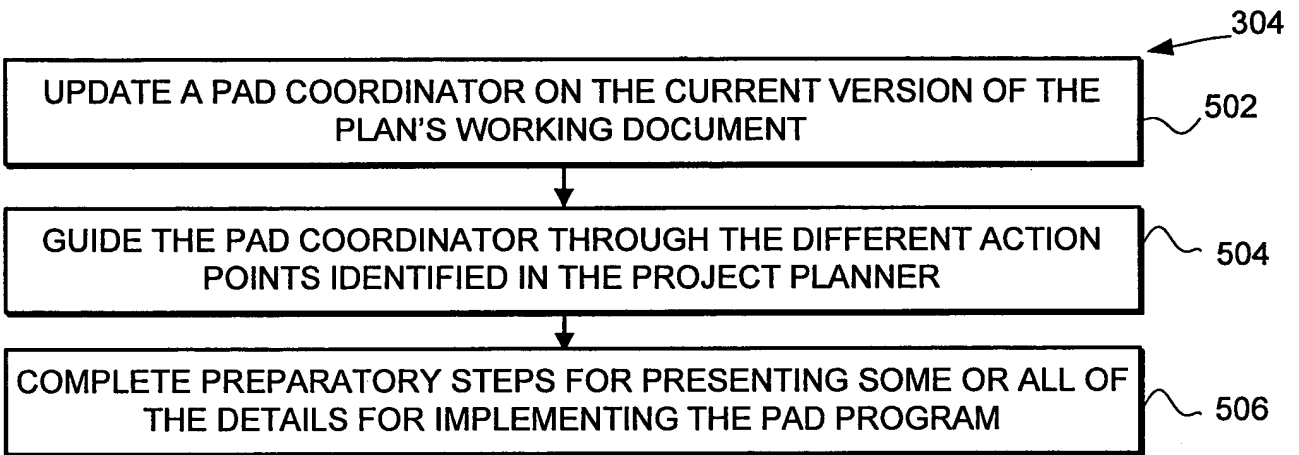 304
UPDATE A PAD COORDINATOR ON THE CURRENT VERSION OF THE
PLAN'S WORKING DOCUMENT
502
GUIDE THE PAD COORDINATOR THROUGH THE DIFFERENT ACTION
POINTS IDENTIFIED IN THE PROJECT PLANNER
504
COMPLETE PREPARATORY STEPS FOR PRESENTING SOME OR ALL OF
THE DETAILS FOR IMPLEMENTING THE PAD PROGRAM
506